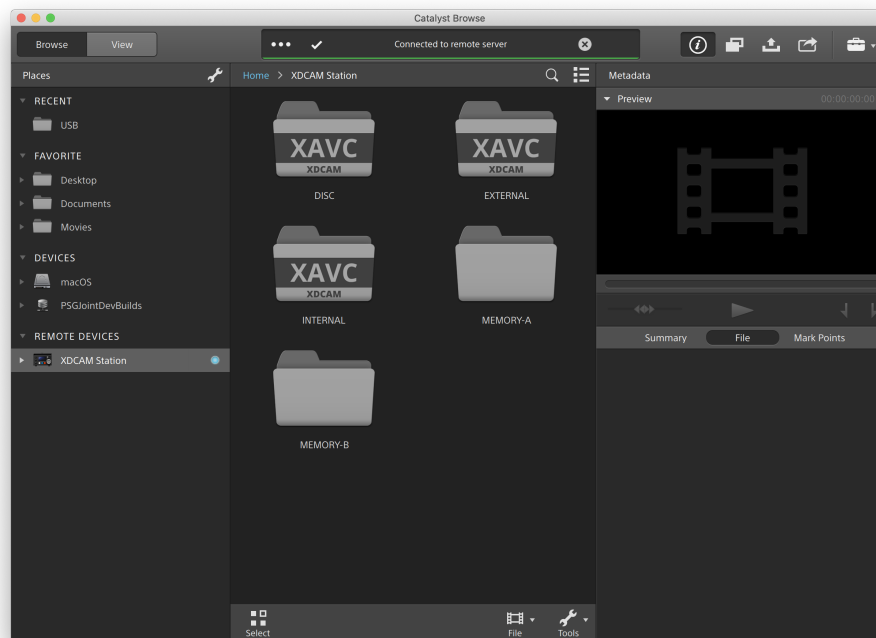 Catalyst Browse
Browse
View
Connected to remote server
Places
Home > XDCAM Station
Metadata
RECENT
USB
FAVORITE
Desktop
Documents
Movies
DEVICES
macOS
PSGJointDevBuilds
REMOTE DEVICES
XDCAM Station
XAVC
XDCAM
DISC
XAVC
XDCAM
EXTERNAL
XAVC
XDCAM
INTERNAL
MEMORY-A
MEMORY-B
Select
File
Tools
Preview
00:00:00:00
Summary
File
Mark Points